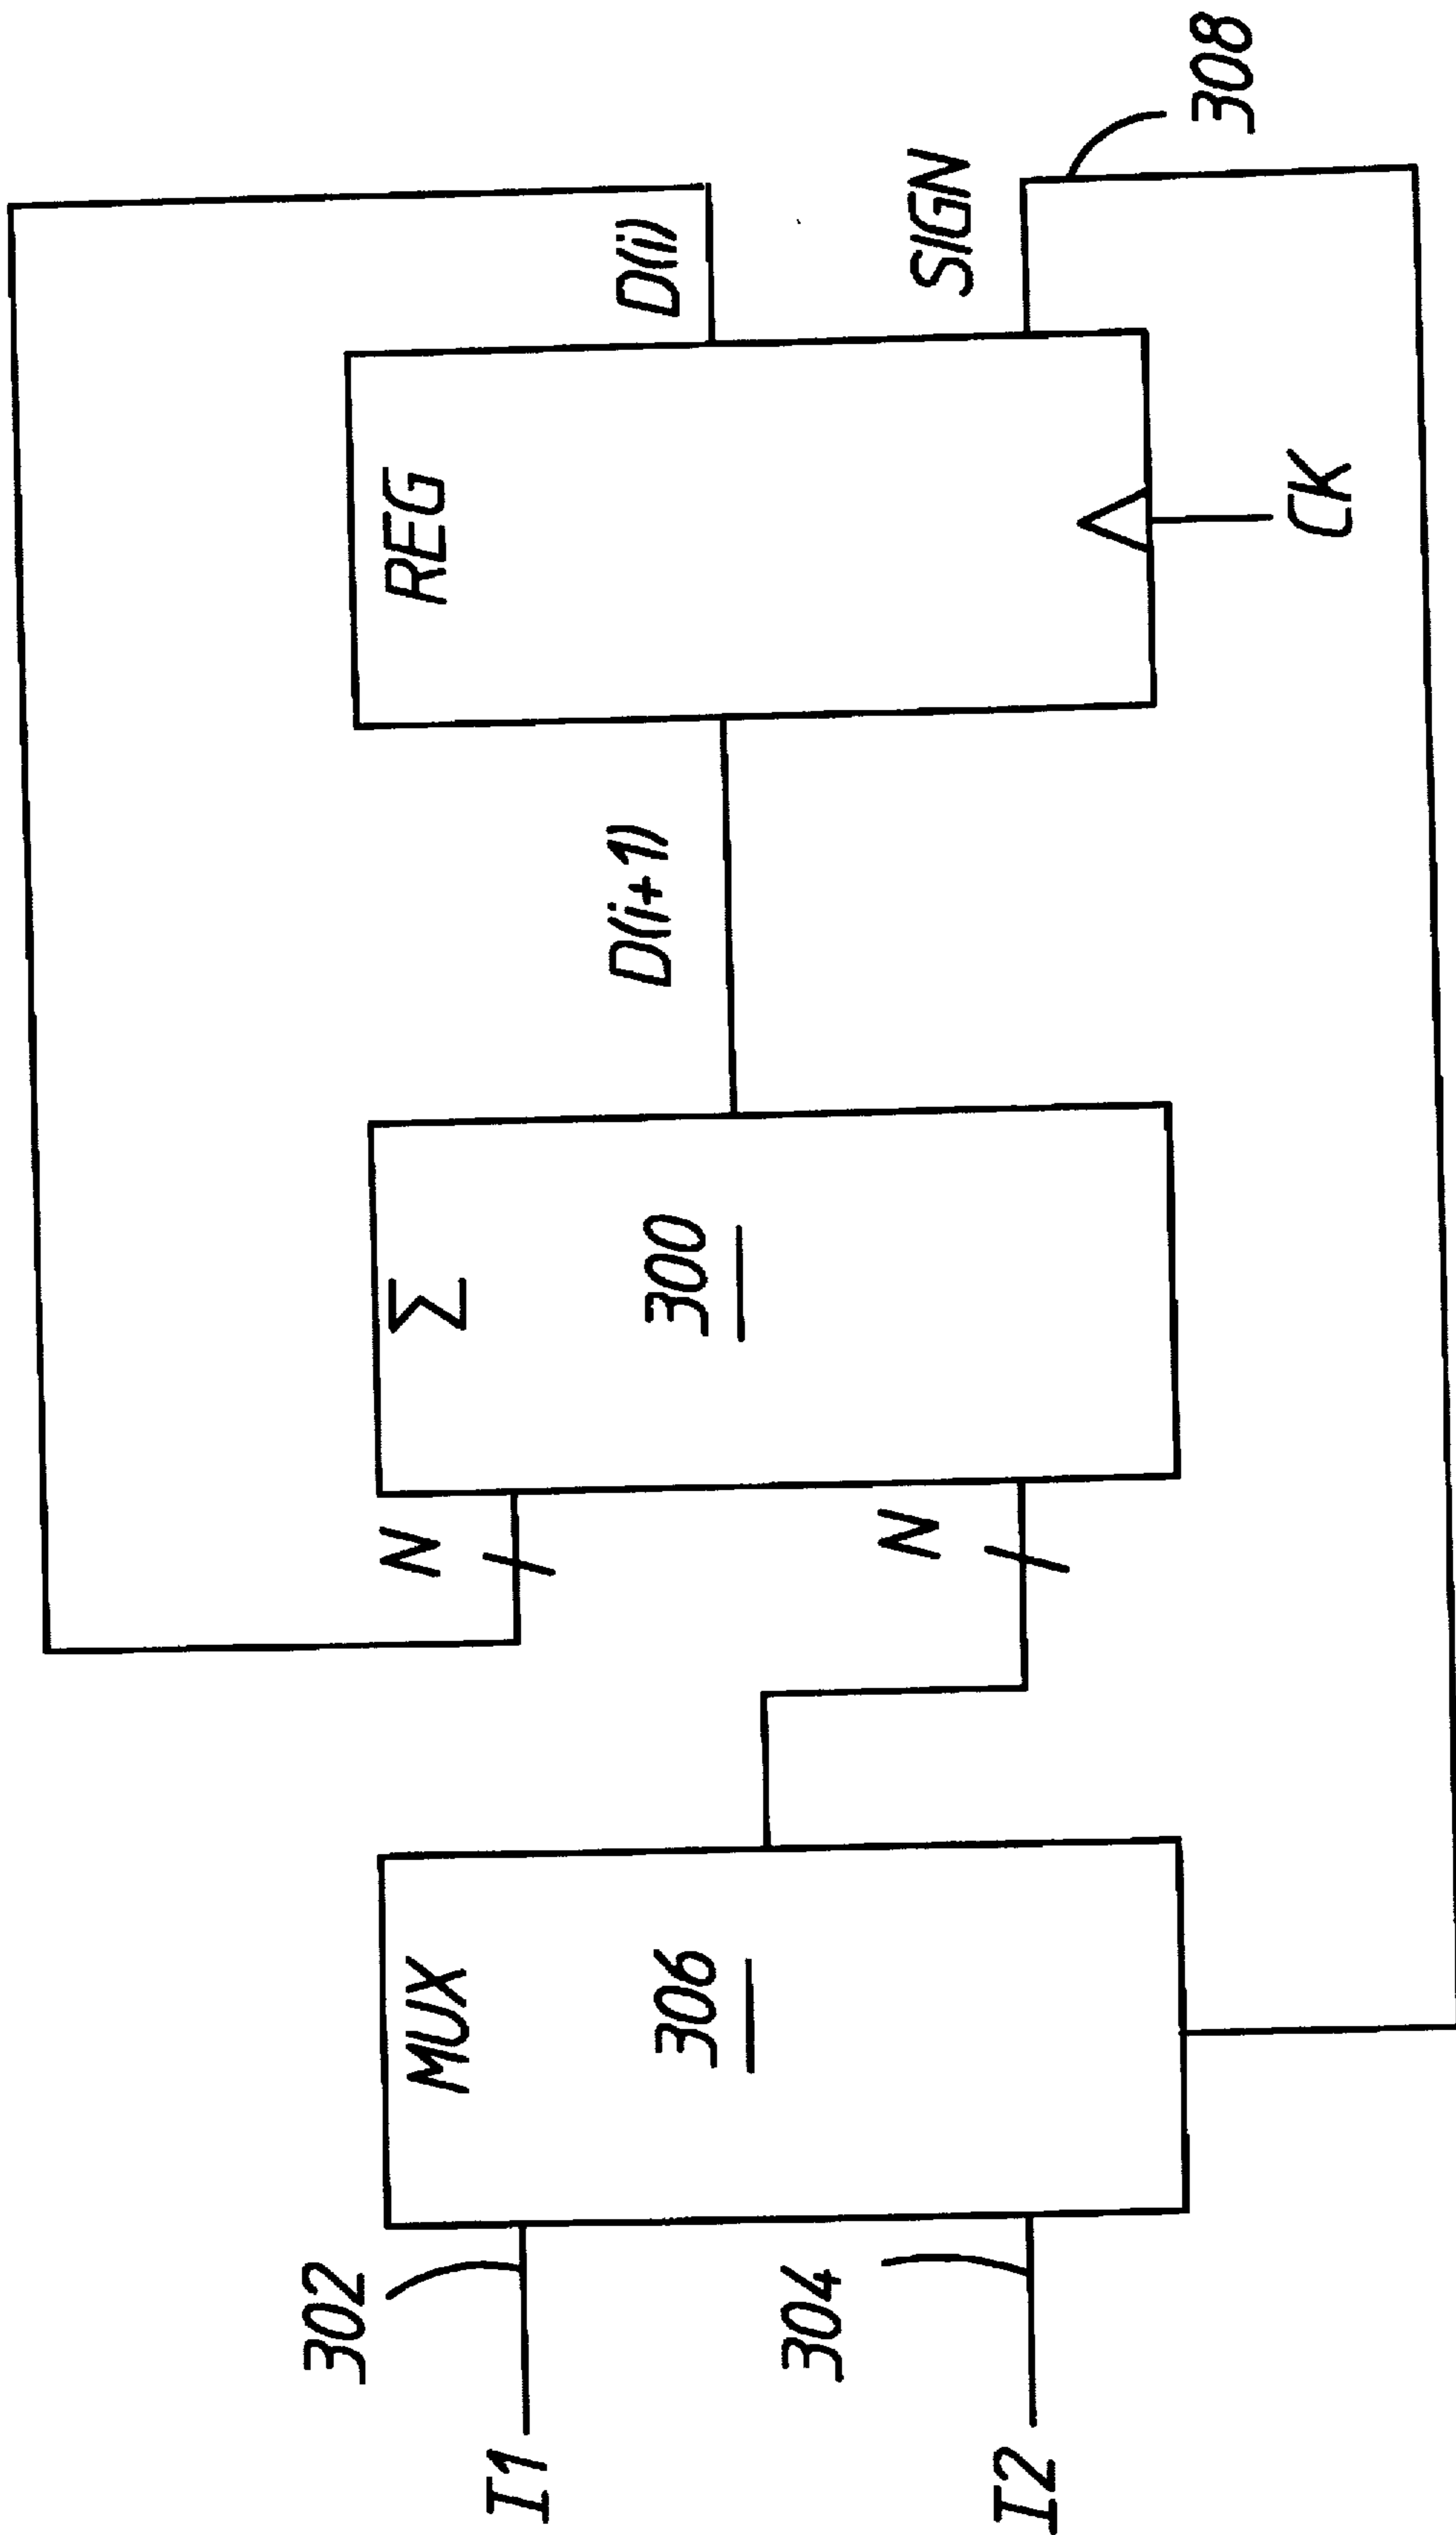 I1
302
I2
304
MUX
306
N
N
Σ
300
D(i+1)
REG
CK
D(i)
SIGN
308